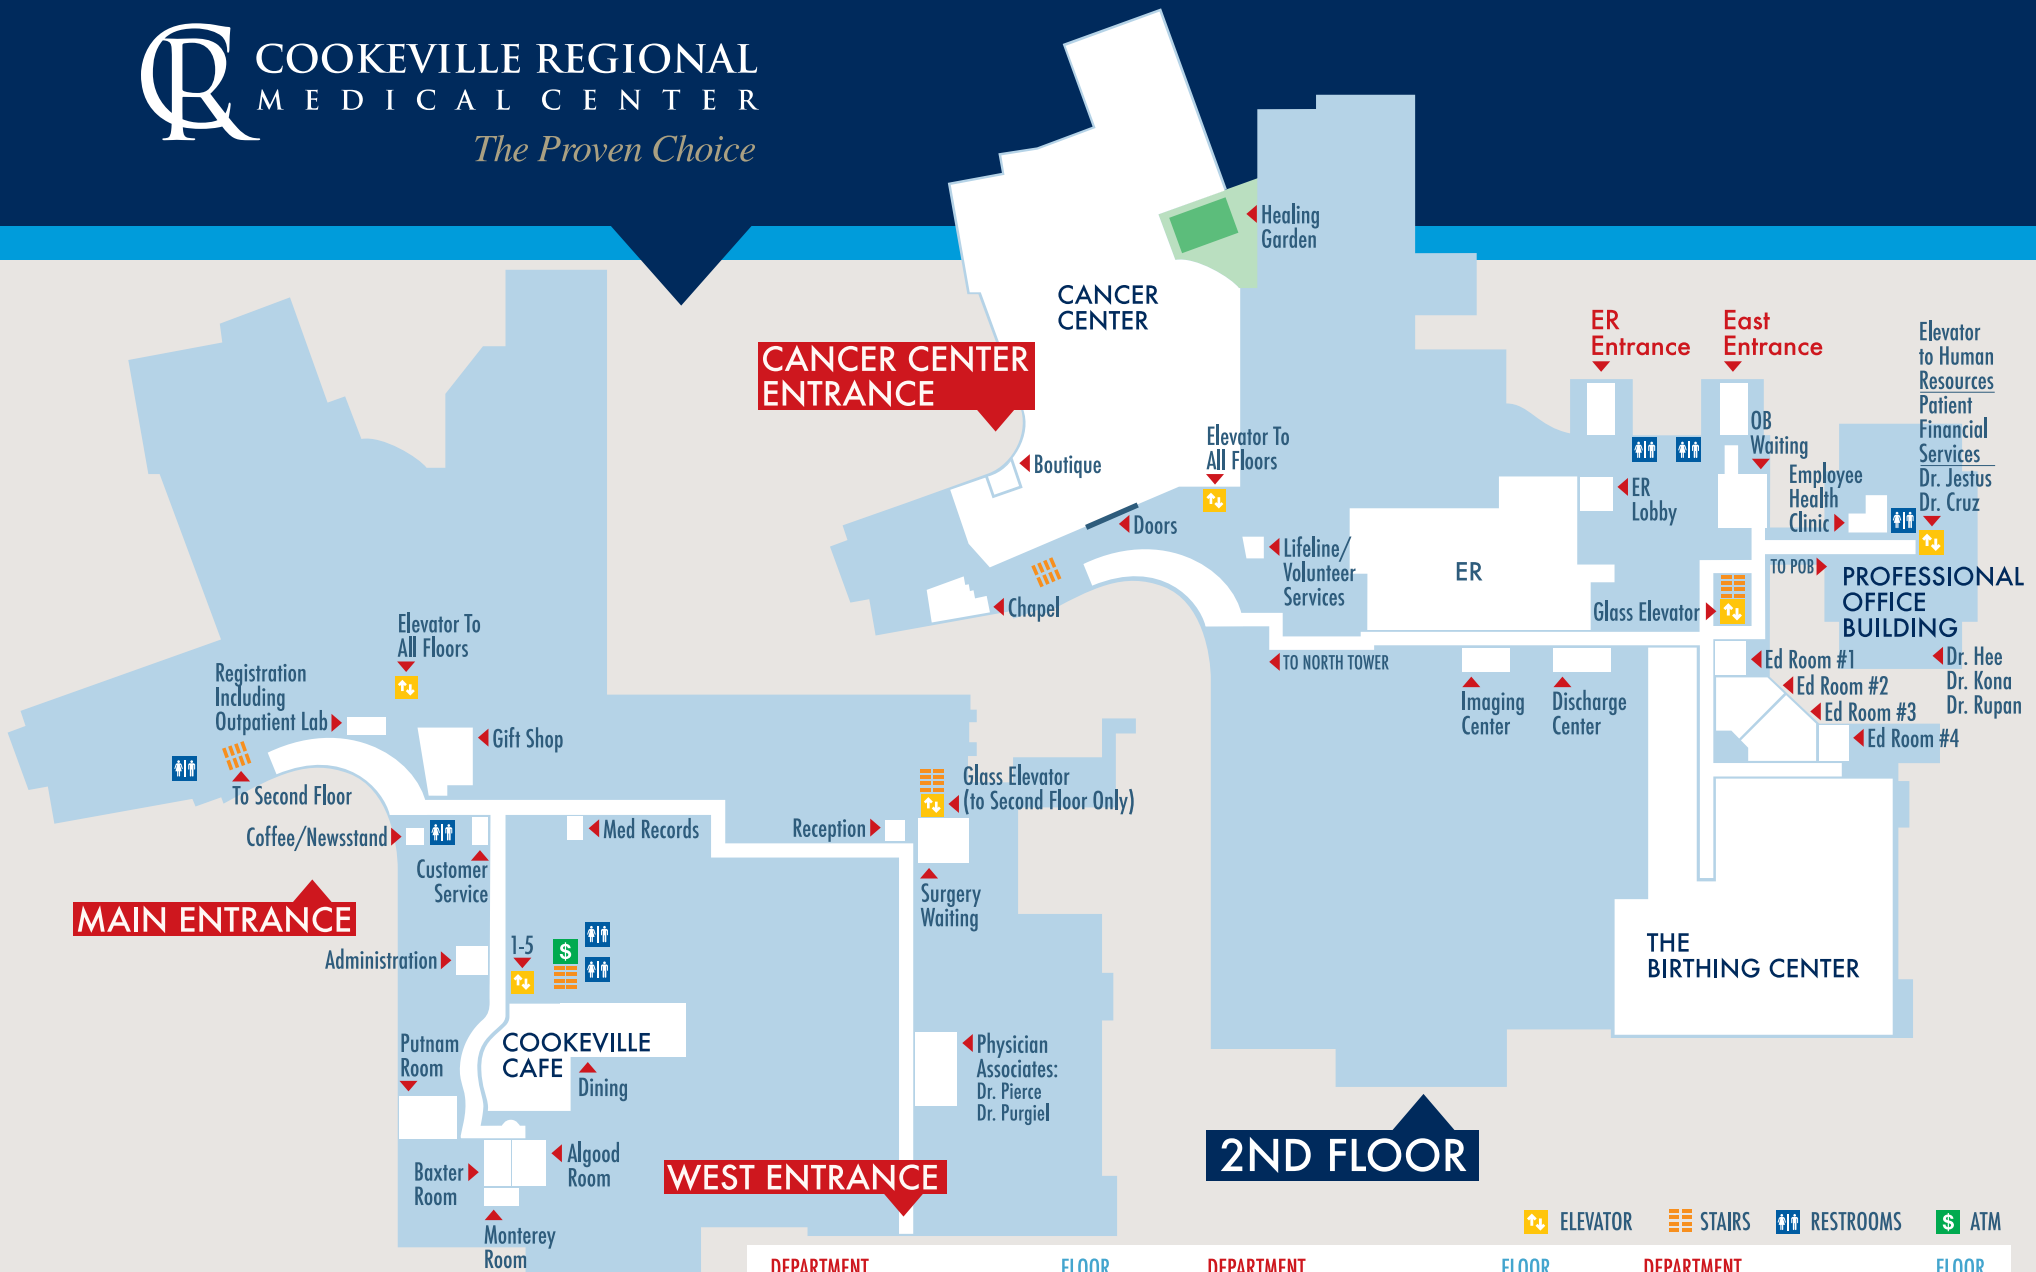 CR
COOKEVILLE REGIONAL
MEDICAL CENTER
The Proven Choice
Healing
Garden
CANCER
CENTER
CANCER CENTER
ENTRANCE
Boutique
Elevator To
All Floors
Doors
Chapel
Lifeline/
Volunteer
Services
TO NORTH TOWER
ER
Entrance
East
Entrance
OB
Waiting
ER
Lobby
ER
Employee
Health
Clinic
Elevator
to Human
Resources
Patient
Financial
Services
Dr. Jestus
Dr. Cruz
TO POB
PROFESSIONAL
OFFICE
BUILDING
Glass Elevator
Dr. Hee
Dr. Kona
Dr. Rupan
Ed Room #1
Ed Room #2
Ed Room #3
Ed Room #4
Imaging
Center
Discharge
Center
THE
BIRTHING CENTER
2ND FLOOR
Elevator To
All Floors
Registration
Including
Outpatient Lab
Gift Shop
To Second Floor
Coffee/Newsstand
Customer
Service
Med Records
Reception
Glass Elevator
(to Second Floor Only)
Surgery
Waiting
MAIN ENTRANCE
Administration
1-5
$
COOKEVILLE
CAFE
Dining
Putnam
Room
Baxter
Room
Algood
Room
Monterey
Room
Physician
Associates:
Dr. Pierce
Dr. Purgiel
WEST ENTRANCE
ELEVATOR
STAIRS
RESTROOMS
$ ATM
DEPARTMENT FLOOR DEPARTMENT FLOOR DEPARTMENT FLOOR